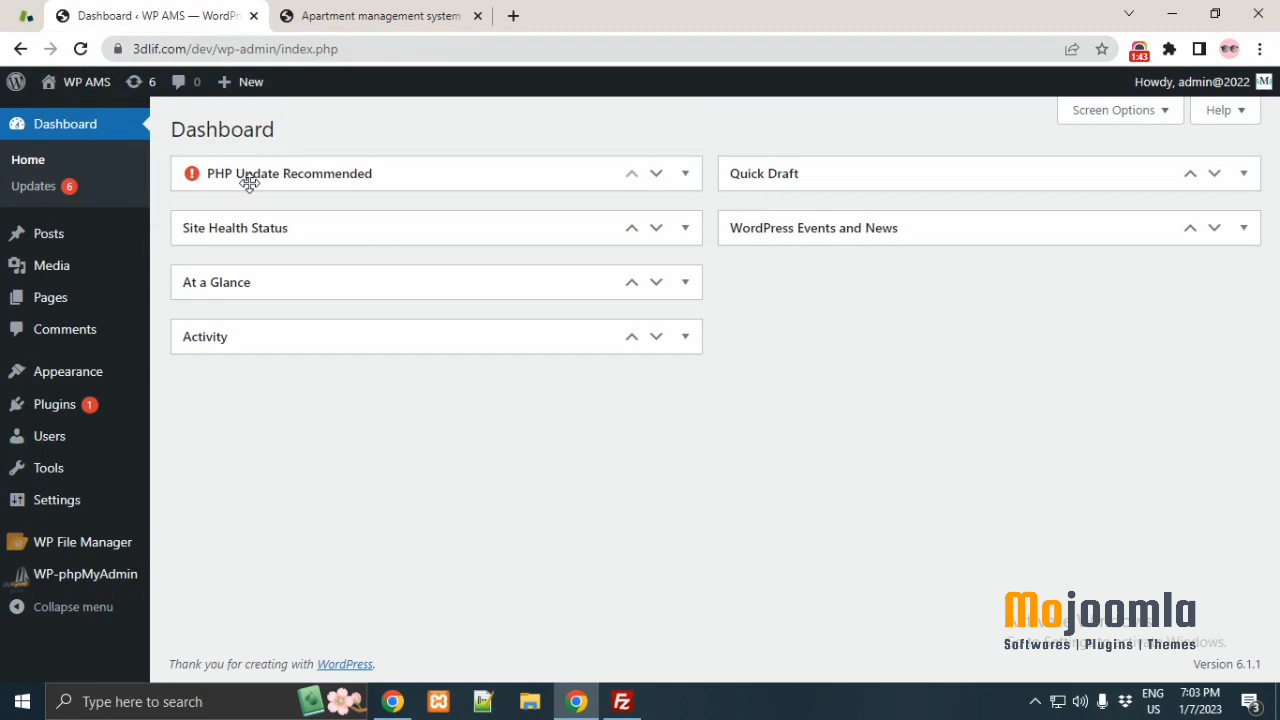 Dashboard ‹ WP AMS — WordPr
Apartment management system
3dlif.com/dev/wp-admin/index.php
1:43
WP AMS
6
0
New
Howdy, admin@2022
Dashboard
Home
Updates 6
Posts
Media
Pages
Comments
Appearance
Plugins 1
Users
Tools
Settings
WP File Manager
WP-phpMyAdmin
Collapse menu
Screen Options
Help
Dashboard
PHP Update Recommended
Site Health Status
At a Glance
Activity
Quick Draft
WordPress Events and News
Mojoomla
Softwares | Plugins | Themes
Thank you for creating with WordPress.
Version 6.1.1
Type here to search
ENG
US
7:03 PM
1/7/2023
3